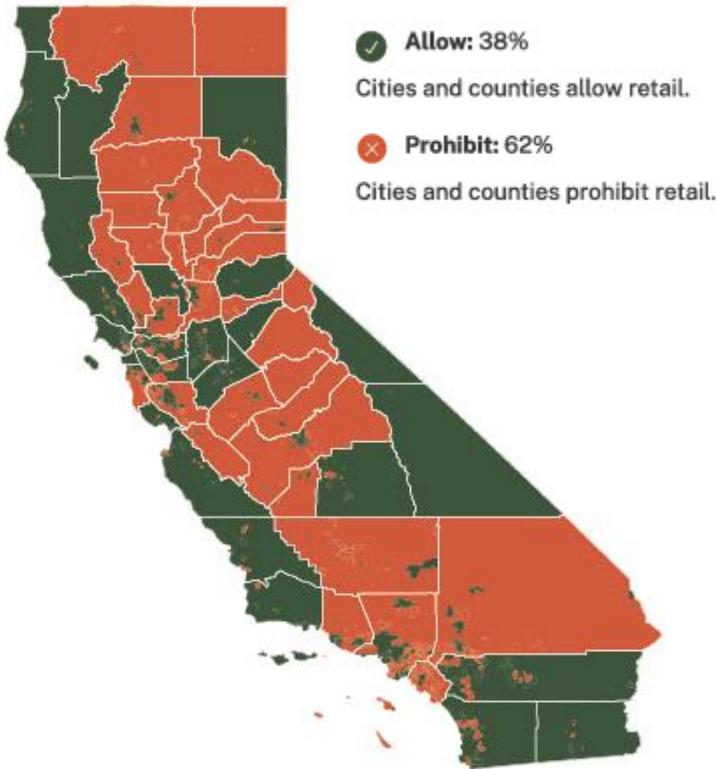 Allow: 38%
Cities and counties allow retail.
Prohibit: 62%
Cities and counties prohibit retail.